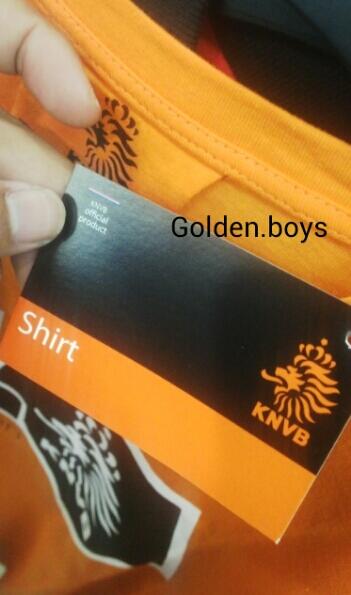 KNVB
official
product
Golden.boys
Shirt
KNVB